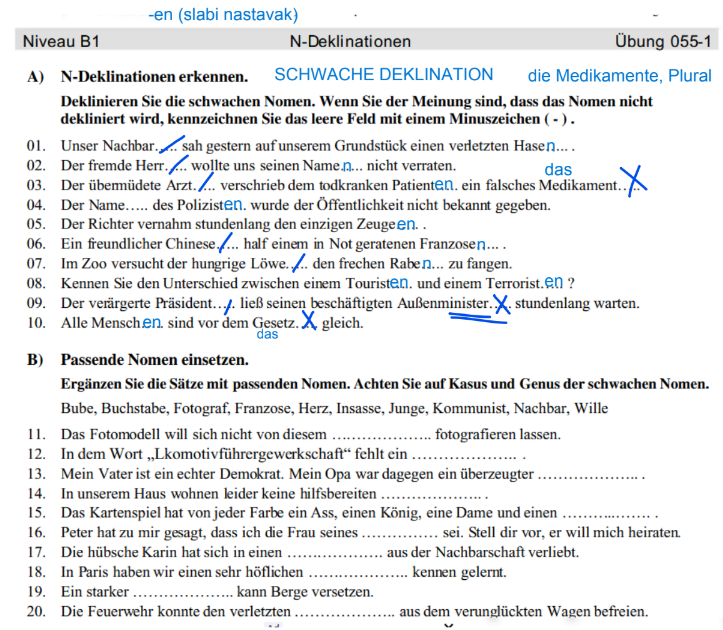 -en (slabi nastavak)
Niveau B1 N-Deklinationen Übung 055-1
A) N-Deklinationen erkennen. SCHWACHE DEKLINATION die Medikamente, Plural
Deklinieren Sie die schwachen Nomen. Wenn Sie der Meinung sind, dass das Nomen nicht
dekliniert wird, kennzeichnen Sie das leere Feld mit einem Minuszeichen ( - ) .
01. Unser Nachbar../... sah gestern auf unserem Grundstück einen verletzten Hasen... .
02. Der fremde Herr../... wollte uns seinen Namen... nicht verraten.
das
03. Der übermüdete Arzt../... verschrieb dem todkranken Patienten. ein falsches Medikament..X
04. Der Name..... des Polizisten. wurde der Öffentlichkeit nicht bekannt gegeben.
05. Der Richter vernahm stundenlang den einzigen Zeugeen. .
06. Ein freundlicher Chinese../.. half einem in Not geratenen Franzosen... .
07. Im Zoo versucht der hungrige Löwe../.. den frechen Raben... zu fangen.
08. Kennen Sie den Unterschied zwischen einem Touristen. und einem Terrorist.en ?
09. Der verärgerte Präsident../.. ließ seinen beschäftigten Außenminister..X. stundenlang warten.
10. Alle Menschen. sind vor dem Gesetz..X. gleich.
das
B) Passende Nomen einsetzen.
Ergänzen Sie die Sätze mit passenden Nomen. Achten Sie auf Kasus und Genus der schwachen Nomen.
Bube, Buchstabe, Fotograf, Franzose, Herz, Insasse, Junge, Kommunist, Nachbar, Wille
11. Das Fotomodell will sich nicht von diesem ……………….. fotografieren lassen.
12. In dem Wort „Lkomotivführergewerkschaft“ fehlt ein ……………….. .
13. Mein Vater ist ein echter Demokrat. Mein Opa war dagegen ein überzeugter ……………….. .
14. In unserem Haus wohnen leider keine hilfsbereiten ……………….. .
15. Das Kartenspiel hat von jeder Farbe ein Ass, einen König, eine Dame und einen ……………….. .
16. Peter hat zu mir gesagt, dass ich die Frau seines …………… sei. Stell dir vor, er will mich heiraten.
17. Die hübsche Karin hat sich in einen ……………….. aus der Nachbarschaft verliebt.
18. In Paris haben wir einen sehr höflichen ……………….. kennen gelernt.
19. Ein starker ……………….. kann Berge versetzen.
20. Die Feuerwehr konnte den verletzten ……………….. aus dem verunglückten Wagen befreien.